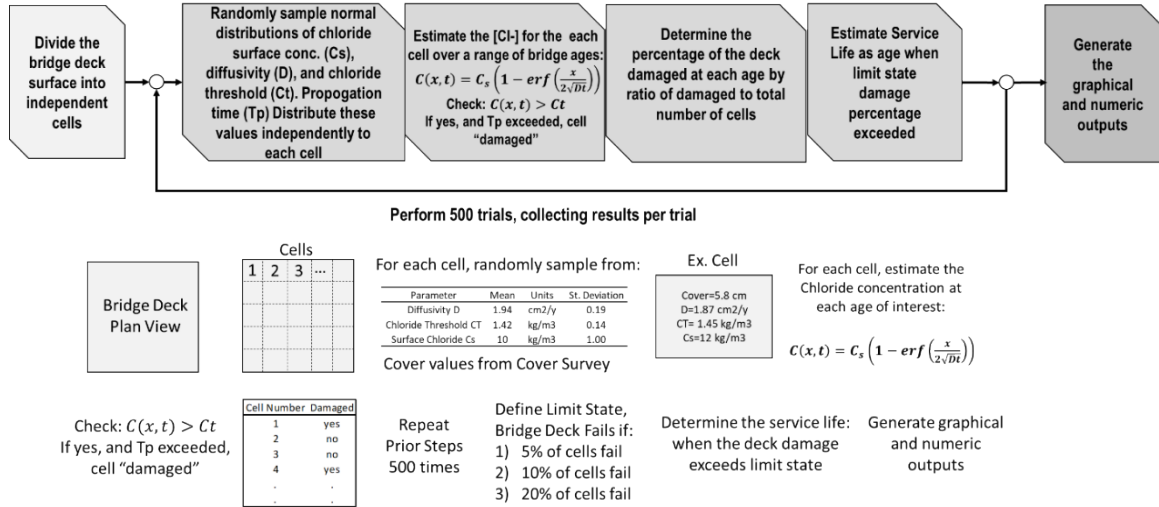 Divide the
bridge deck
surface into
independent
cells
Randomly sample normal
distributions of chloride
surface conc. (Cs),
diffusivity (D), and chloride
threshold (Ct). Propogation
time (Tp) Distribute these
values independently to
each cell
Estimate the [Cl-] for the each
cell over a range of bridge ages:
C(x, t) = Cₛ (1 − erf (x / 2√Dt))
Check: C(x, t) > Ct
If yes, and Tp exceeded, cell
“damaged”
Determine the
percentage of the deck
damaged at each age by
ratio of damaged to total
number of cells
Estimate Service
Life as age when
limit state
damage
percentage
exceeded
Generate
the
graphical
and numeric
outputs
Perform 500 trials, collecting results per trial
Bridge Deck
Plan View
Cells
1 2 3 ...
For each cell, randomly sample from:
Parameter Mean Units St. Deviation
Diffusivity D 1.94 cm2/y 0.19
Chloride Threshold CT 1.42 kg/m3 0.14
Surface Chloride Cs 10 kg/m3 1.00
Cover values from Cover Survey
Ex. Cell
Cover=5.8 cm
D=1.87 cm2/y
CT= 1.45 kg/m3
Cs=12 kg/m3
For each cell, estimate the
Chloride concentration at
each age of interest:
C(x, t) = Cₛ (1 − erf (x / 2√Dt))
Check: C(x, t) > Ct
If yes, and Tp exceeded,
cell “damaged”
Cell Number Damaged
1 yes
2 no
3 no
4 yes
. .
. .
Repeat
Prior Steps
500 times
Define Limit State,
Bridge Deck Fails if:
1) 5% of cells fail
2) 10% of cells fail
3) 20% of cells fail
Determine the service life:
when the deck damage
exceeds limit state
Generate graphical
and numeric
outputs